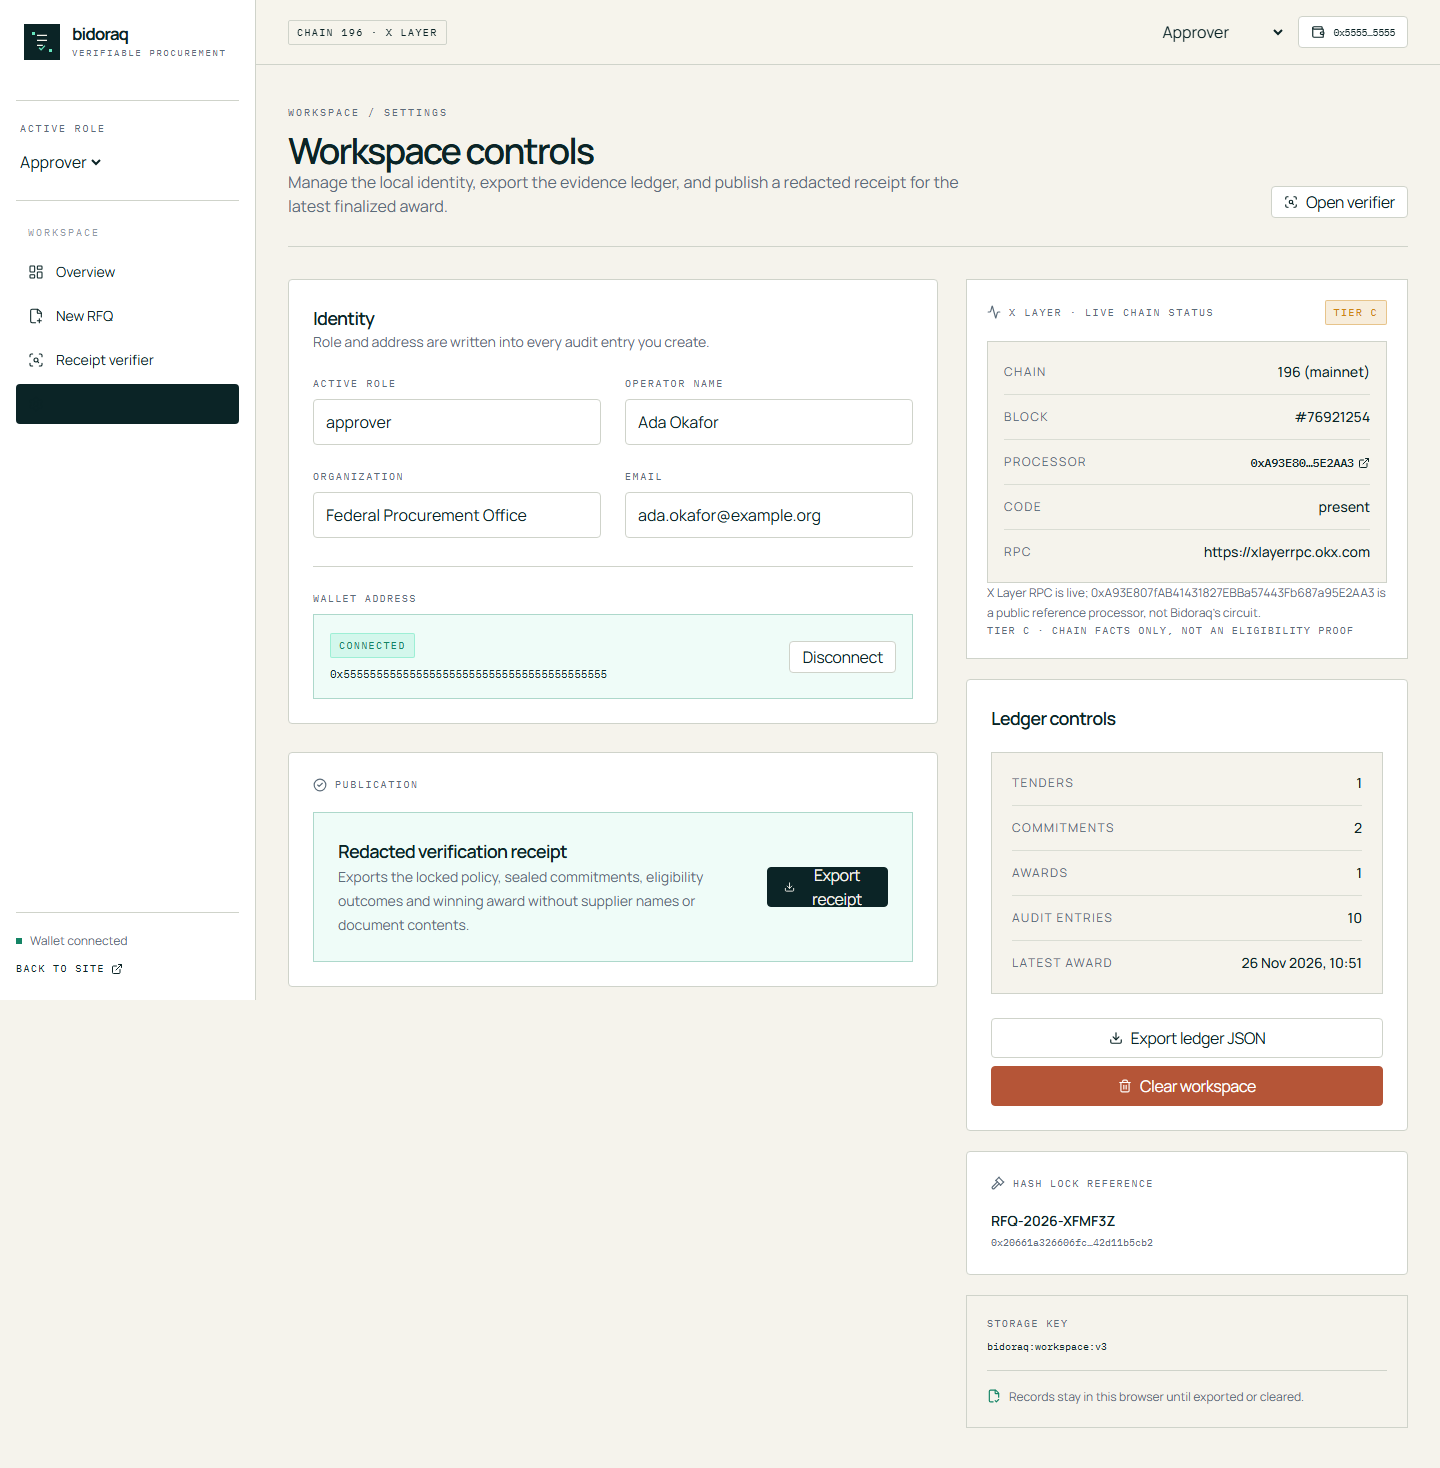 bidoraq
VERIFIABLE PROCUREMENT
ACTIVE ROLE
Approver
WORKSPACE
Overview
New RFQ
Receipt verifier
Wallet connected
BACK TO SITE
CHAIN 196 · X LAYER
Approver
0x5555…5555
WORKSPACE / SETTINGS
Workspace controls
Manage the local identity, export the evidence ledger, and publish a redacted receipt for the
latest finalized award.
Open verifier
Identity
Role and address are written into every audit entry you create.
ACTIVE ROLE
OPERATOR NAME
approver
Ada Okafor
ORGANIZATION
EMAIL
Federal Procurement Office
ada.okafor@example.org
WALLET ADDRESS
CONNECTED
0x5555555555555555555555555555555555555555
Disconnect
PUBLICATION
Redacted verification receipt
Exports the locked policy, sealed commitments, eligibility
outcomes and winning award without supplier names or
document contents.
Export
receipt
X LAYER · LIVE CHAIN STATUS
TIER C
CHAIN
196 (mainnet)
BLOCK
#76921254
PROCESSOR
0xA93E80…5E2AA3
CODE
present
RPC
https://xlayerrpc.okx.com
X Layer RPC is live; 0xA93E807fAB41431827EBBa57443Fb687a95E2AA3 is
a public reference processor, not Bidoraq's circuit.
TIER C · CHAIN FACTS ONLY, NOT AN ELIGIBILITY PROOF
Ledger controls
TENDERS
1
COMMITMENTS
2
AWARDS
1
AUDIT ENTRIES
10
LATEST AWARD
26 Nov 2026, 10:51
Export ledger JSON
Clear workspace
HASH LOCK REFERENCE
RFQ-2026-XFMF3Z
0x20661a326606fc…42d11b5cb2
STORAGE KEY
bidoraq:workspace:v3
Records stay in this browser until exported or cleared.